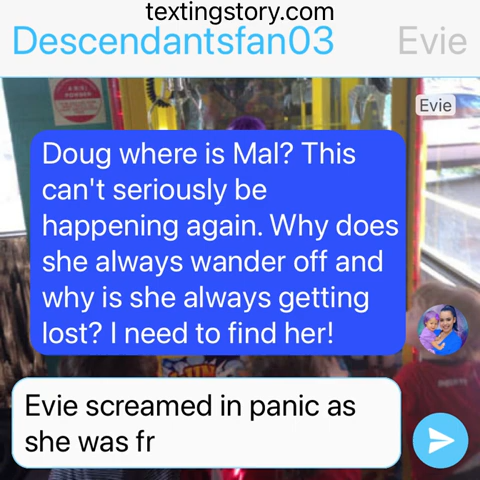 textingstory.com
Descendantsfan03 Evie
Evie
Doug where is Mal? This
can't seriously be
happening again. Why does
she always wander off and
why is she always getting
lost? I need to find her!
Evie screamed in panic as
she was fr